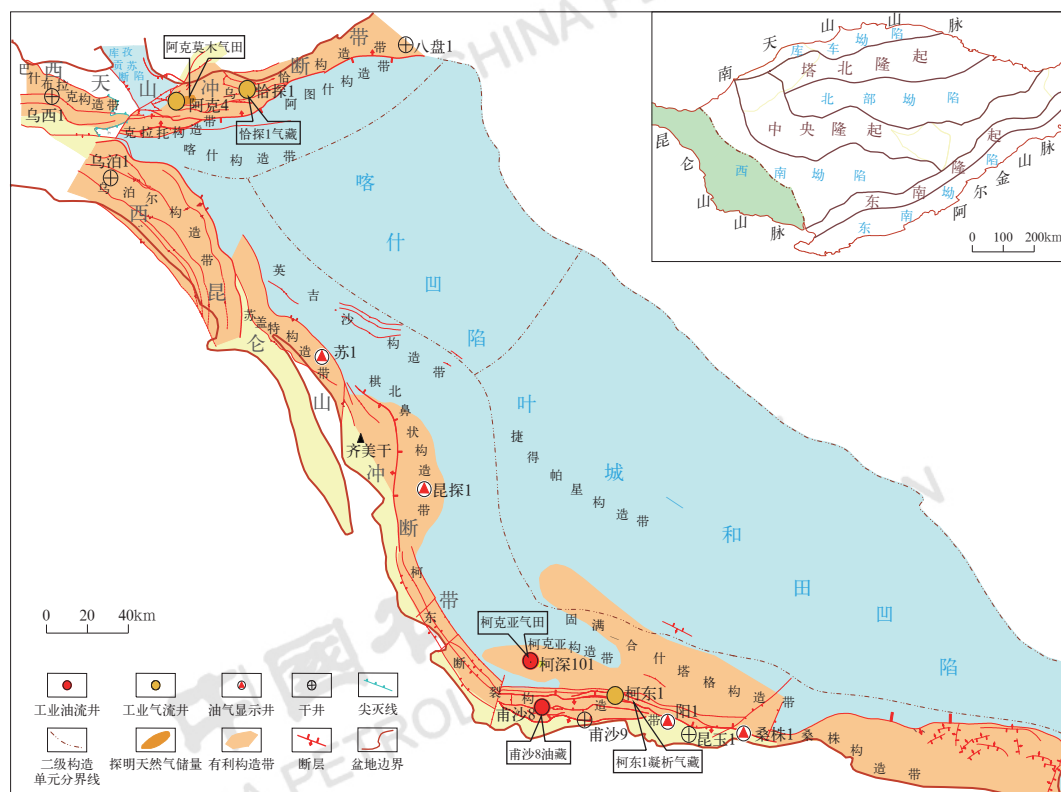 阿克莫木气田
恰探1气藏
八盘1
恰探1
阿克4
乌西1
乌泊1
西天山冲断带
库孜贡苏断陷
巴什布拉克构造带
乌恰构造带
阿图什构造带
克拉托构造带
喀什构造带
乌泊尔构造带
西昆仑山冲断带
喀什凹陷
英吉沙构造带
苏盖特构造带
苏1
棋北鼻状构造带
齐美干
昆探1
叶城凹陷
和田凹陷
捷得帕星构造带
柯东断裂构造带
固满
合什塔格构造带
柯克亚气田
柯克亚构造带
柯深101
柯东1
甫沙8
甫沙9
阳1
昆玉1
桑株1
桑株构造带
甫沙8油藏
柯东1凝析气藏
0 20 40km
工业油流井
工业气流井
油气显示井
干井
尖灭线
二级构造
单元分界线
探明天然气储量
有利构造带
断层
盆地边界
南天山山脉
库车坳陷
塔北隆起
北部坳陷
中央隆起
西南坳陷
东南隆起
东南坳陷
昆仑山山脉
阿尔金山脉
0 100 200km